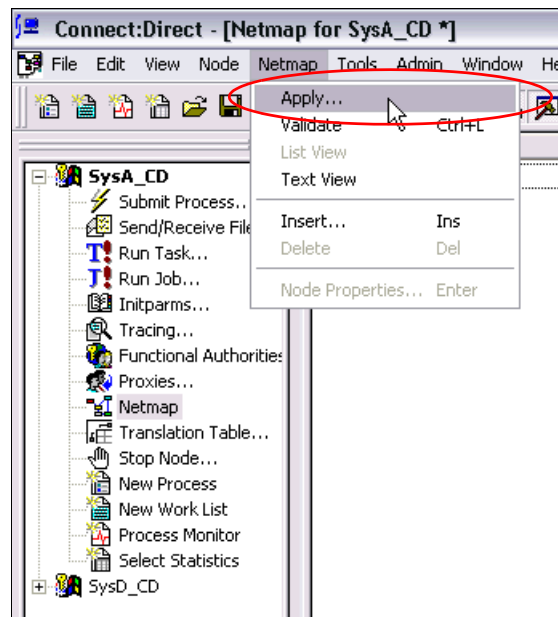 Connect:Direct - [Netmap for SysA_CD *]
File Edit View Node Netmap Tools Admin Window He
Apply...
Validate Ctrl+L
List View
Text View
Insert... Ins
Delete Del
Node Properties... Enter
SysA_CD
Submit Process..
Send/Receive File
Run Task...
Run Job...
Initparms...
Tracing...
Functional Authorities
Proxies...
Netmap
Translation Table...
Stop Node...
New Process
New Work List
Process Monitor
Select Statistics
SysD_CD